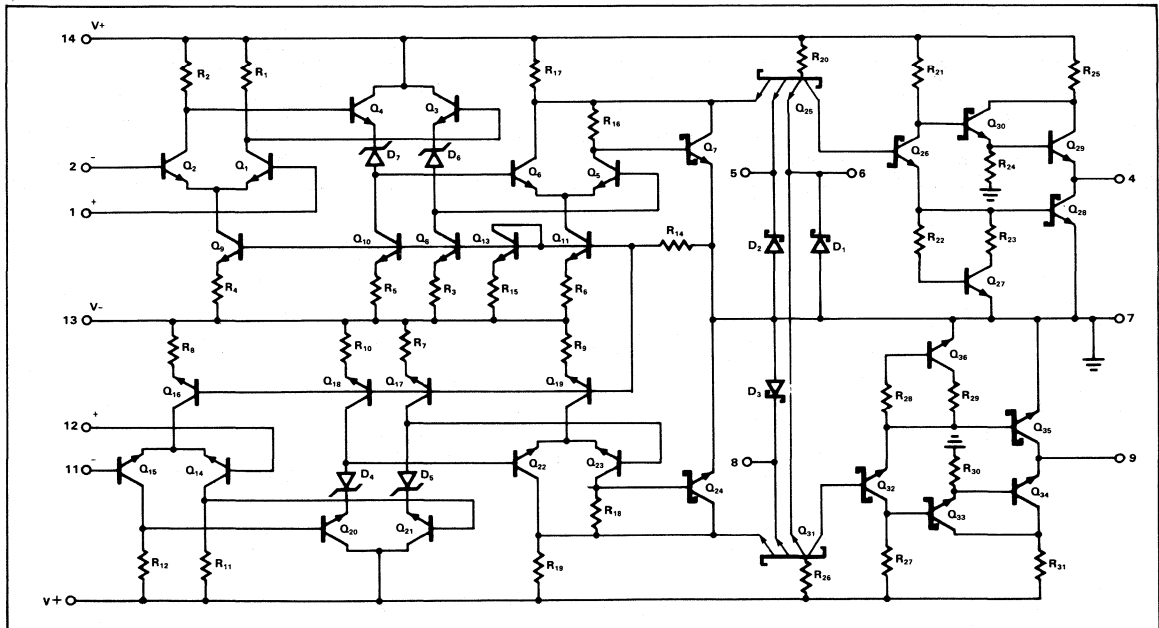 14 V+
R2 R1 R17 R20 R21 R25
Q4 Q3 Q25 Q30
D7 D6 R16 Q7 Q26 R24 Q29
2 - Q2 Q1 Q6 Q5 5 6 4
1 + Q28
Q9 Q10 Q8 Q13 Q11 R14 D2 D1 R22 R23
R4 R5 R3 R15 R6 Q27
13 V- 7
R8 R10 R7 R9 Q36
Q16 Q18 Q17 Q19 D3 R28 R29
12 + Q35
11 - Q15 Q14 D4 D5 Q22 Q23 8 Q24 Q32 R30 Q34 9
Q20 Q21 R18 Q31 Q33
R12 R11 R19 R26 R27 R31
V+